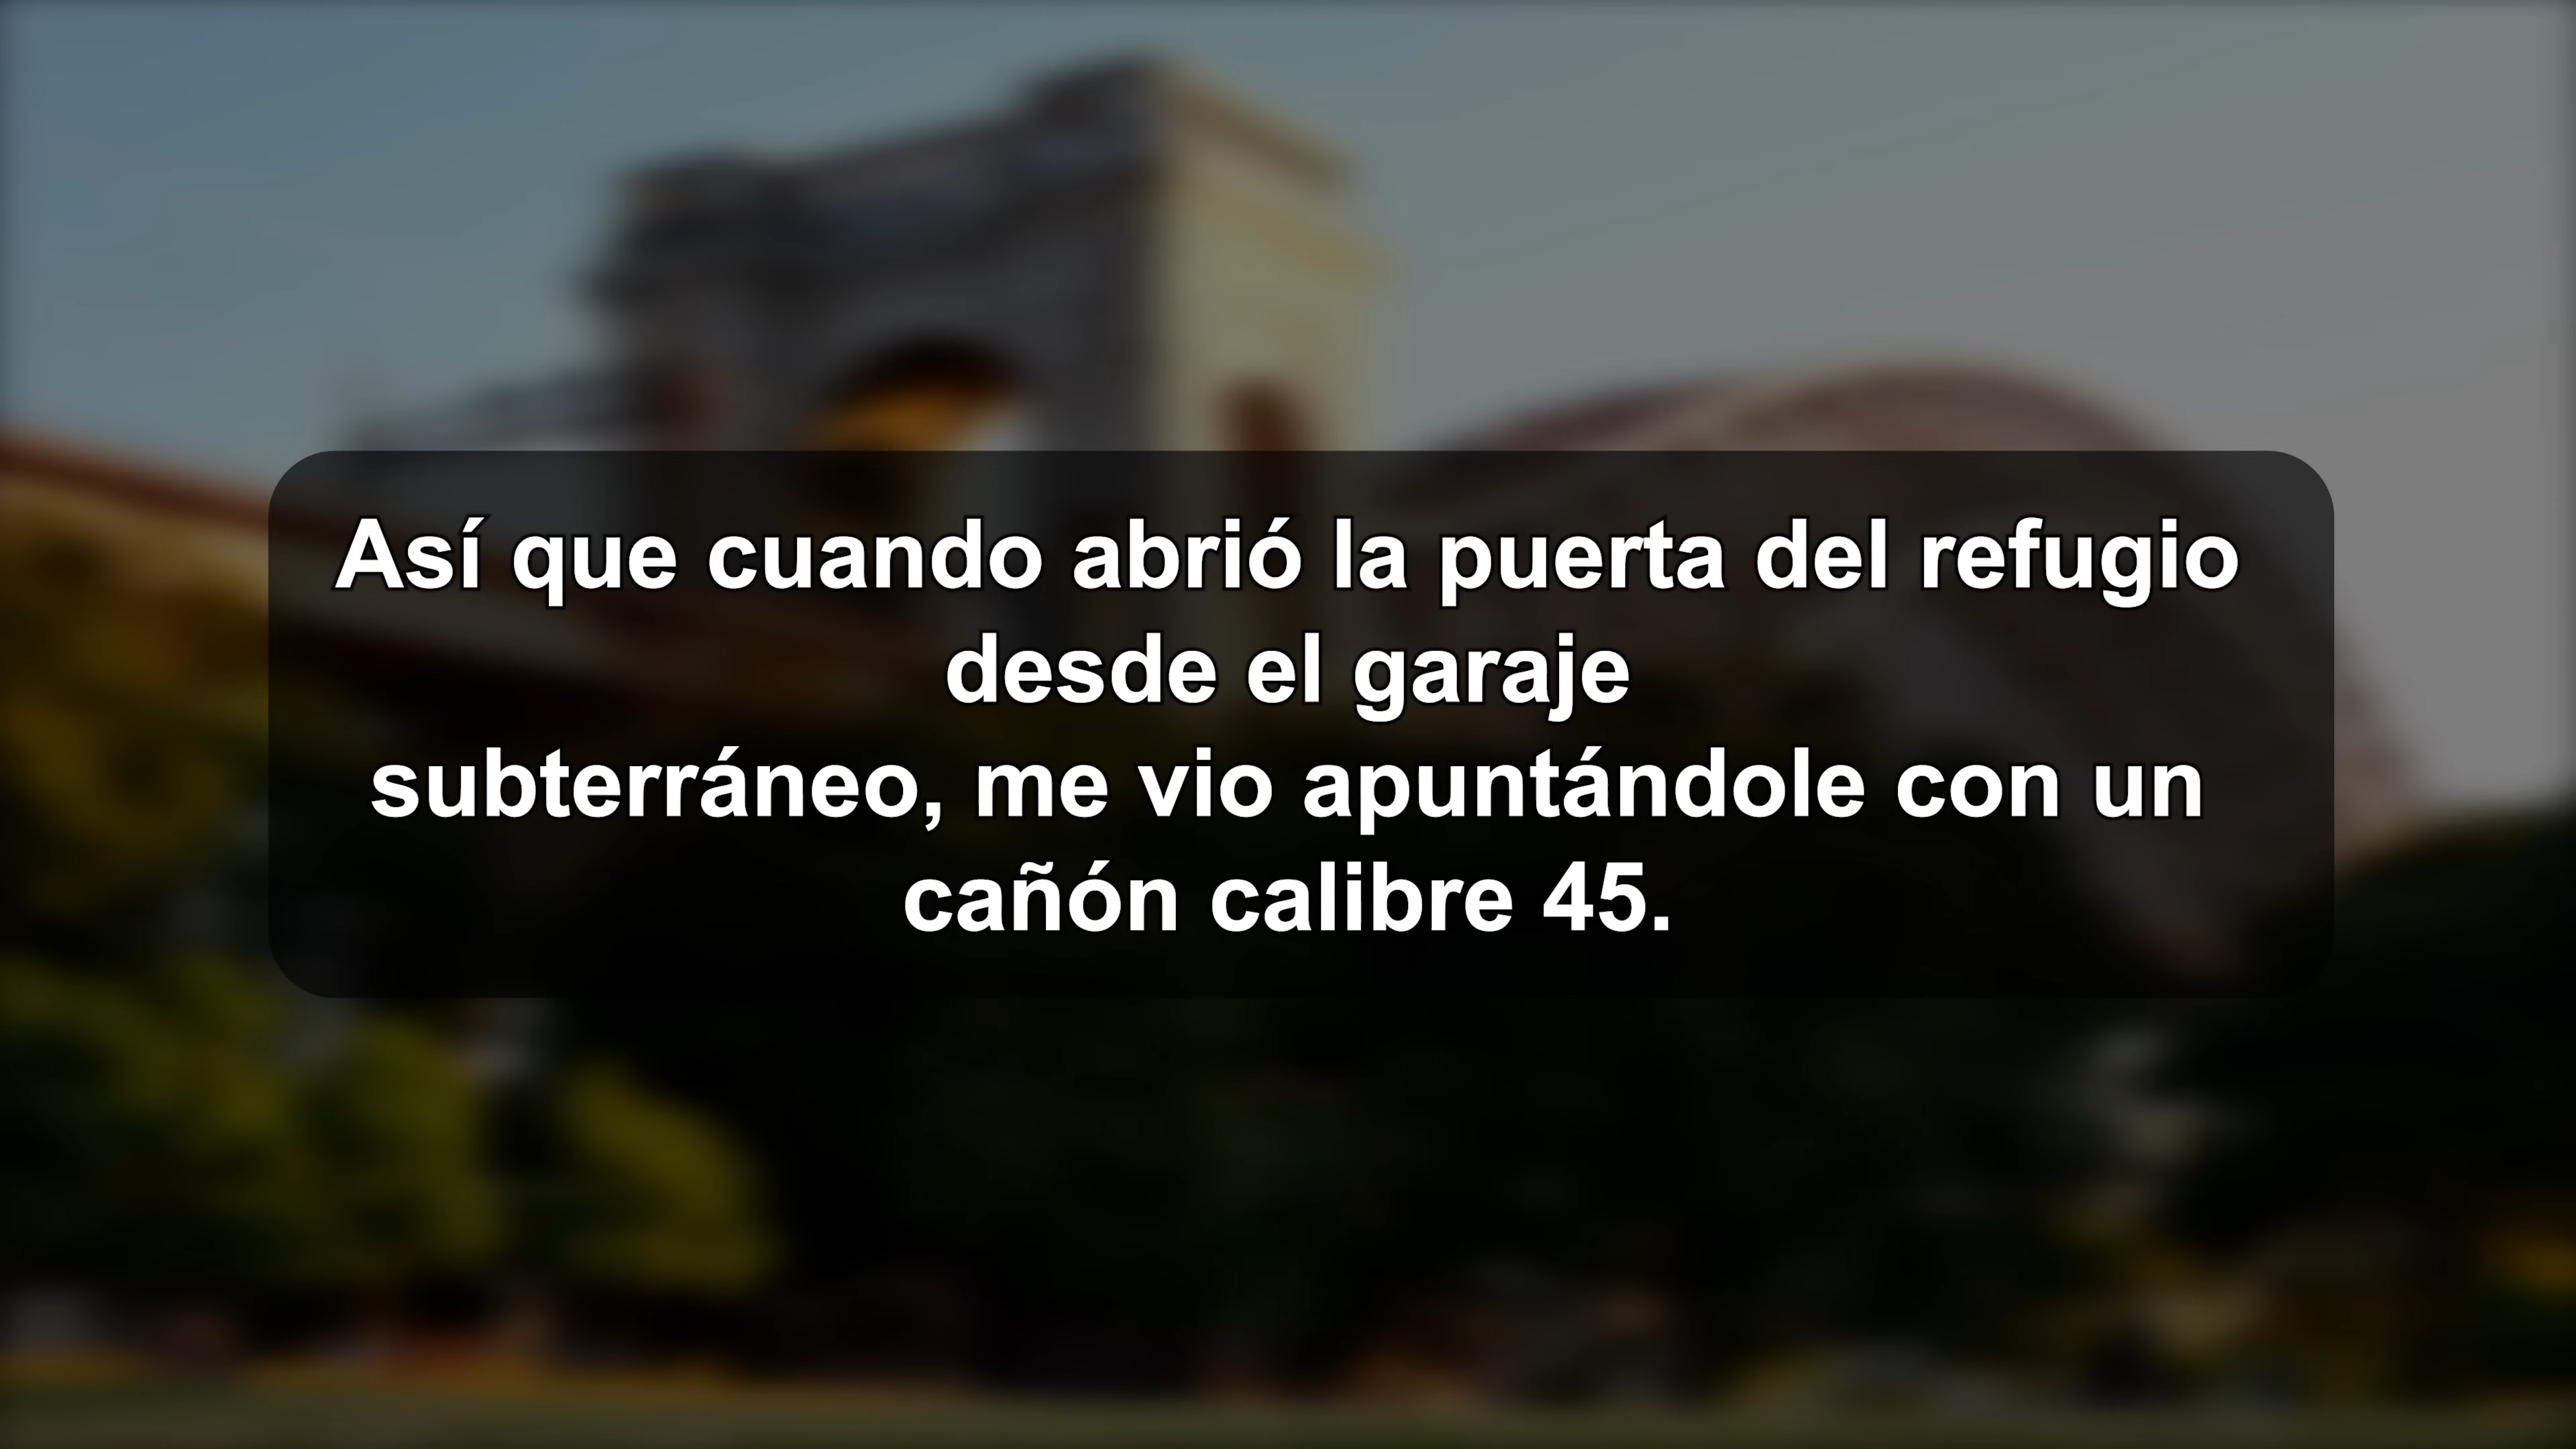 Así que cuando abrió la puerta del refugio
desde el garaje
subterráneo, me vio apuntándole con un
cañón calibre 45.